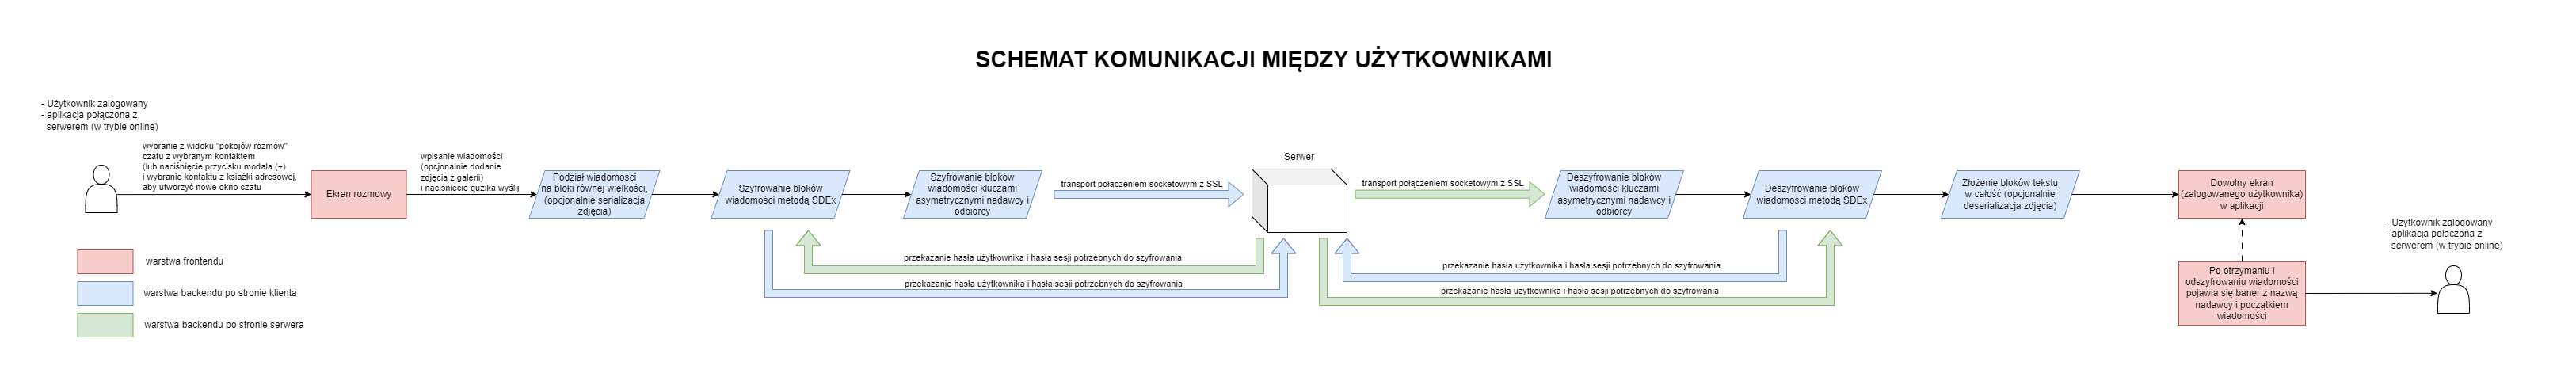 SCHEMAT KOMUNIKACJI MIĘDZY UŻYTKOWNIKAMI
- Użytkownik zalogowany
- aplikacja połączona z
serwerem (w trybie online)
wybranie z widoku "pokojów rozmów"
czatu z wybranym kontaktem
(lub naciśnięcie przycisku modala (+)
i wybranie kontaktu z książki adresowej,
aby utworzyć nowe okno czatu
Ekran rozmowy
wpisanie wiadomości
(opcjonalnie dodanie
zdjęcia z galerii)
i naciśnięcie guzika wyślij
Podział wiadomości
na bloki równej wielkości,
(opcjonalnie serializacja
zdjęcia)
Szyfrowanie bloków
wiadomości metodą SDEx
Szyfrowanie bloków
wiadomości kluczami
asymetrycznymi nadawcy i
odbiorcy
transport połączeniem socketowym z SSL
Serwer
transport połączeniem socketowym z SSL
Deszyfrowanie bloków
wiadomości kluczami
asymetrycznymi nadawcy i
odbiorcy
Deszyfrowanie bloków
wiadomości metodą SDEx
Złożenie bloków tekstu
w całość (opcjonalnie
deserializacja zdjęcia)
Dowolny ekran
(zalogowanego użytkownika)
w aplikacji
- Użytkownik zalogowany
- aplikacja połączona z
serwerem (w trybie online)
przekazanie hasła użytkownika i hasła sesji potrzebnych do szyfrowania
przekazanie hasła użytkownika i hasła sesji potrzebnych do szyfrowania
przekazanie hasła użytkownika i hasła sesji potrzebnych do szyfrowania
przekazanie hasła użytkownika i hasła sesji potrzebnych do szyfrowania
Po otrzymaniu i
odszyfrowaniu wiadomości
pojawia się baner z nazwą
nadawcy i początkiem
wiadomości
warstwa frontendu
warstwa backendu po stronie klienta
warstwa backendu po stronie serwera